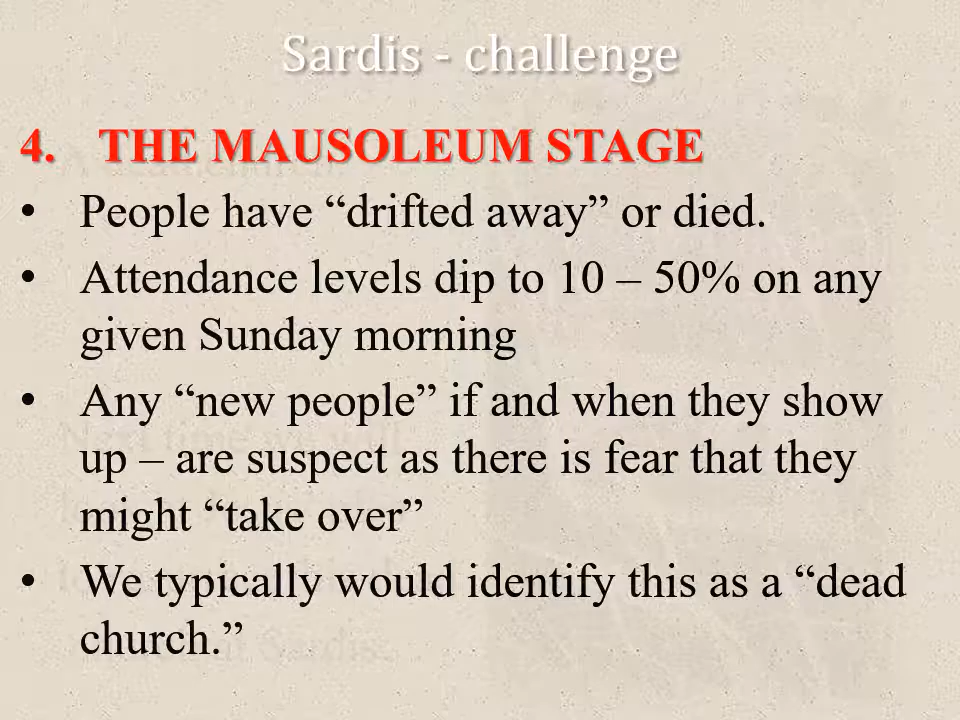 Sardis - challenge
4. THE MAUSOLEUM STAGE
• People have “drifted away” or died.
• Attendance levels dip to 10 – 50% on any
given Sunday morning
• Any “new people” if and when they show
up – are suspect as there is fear that they
might “take over”
• We typically would identify this as a “dead
church.”